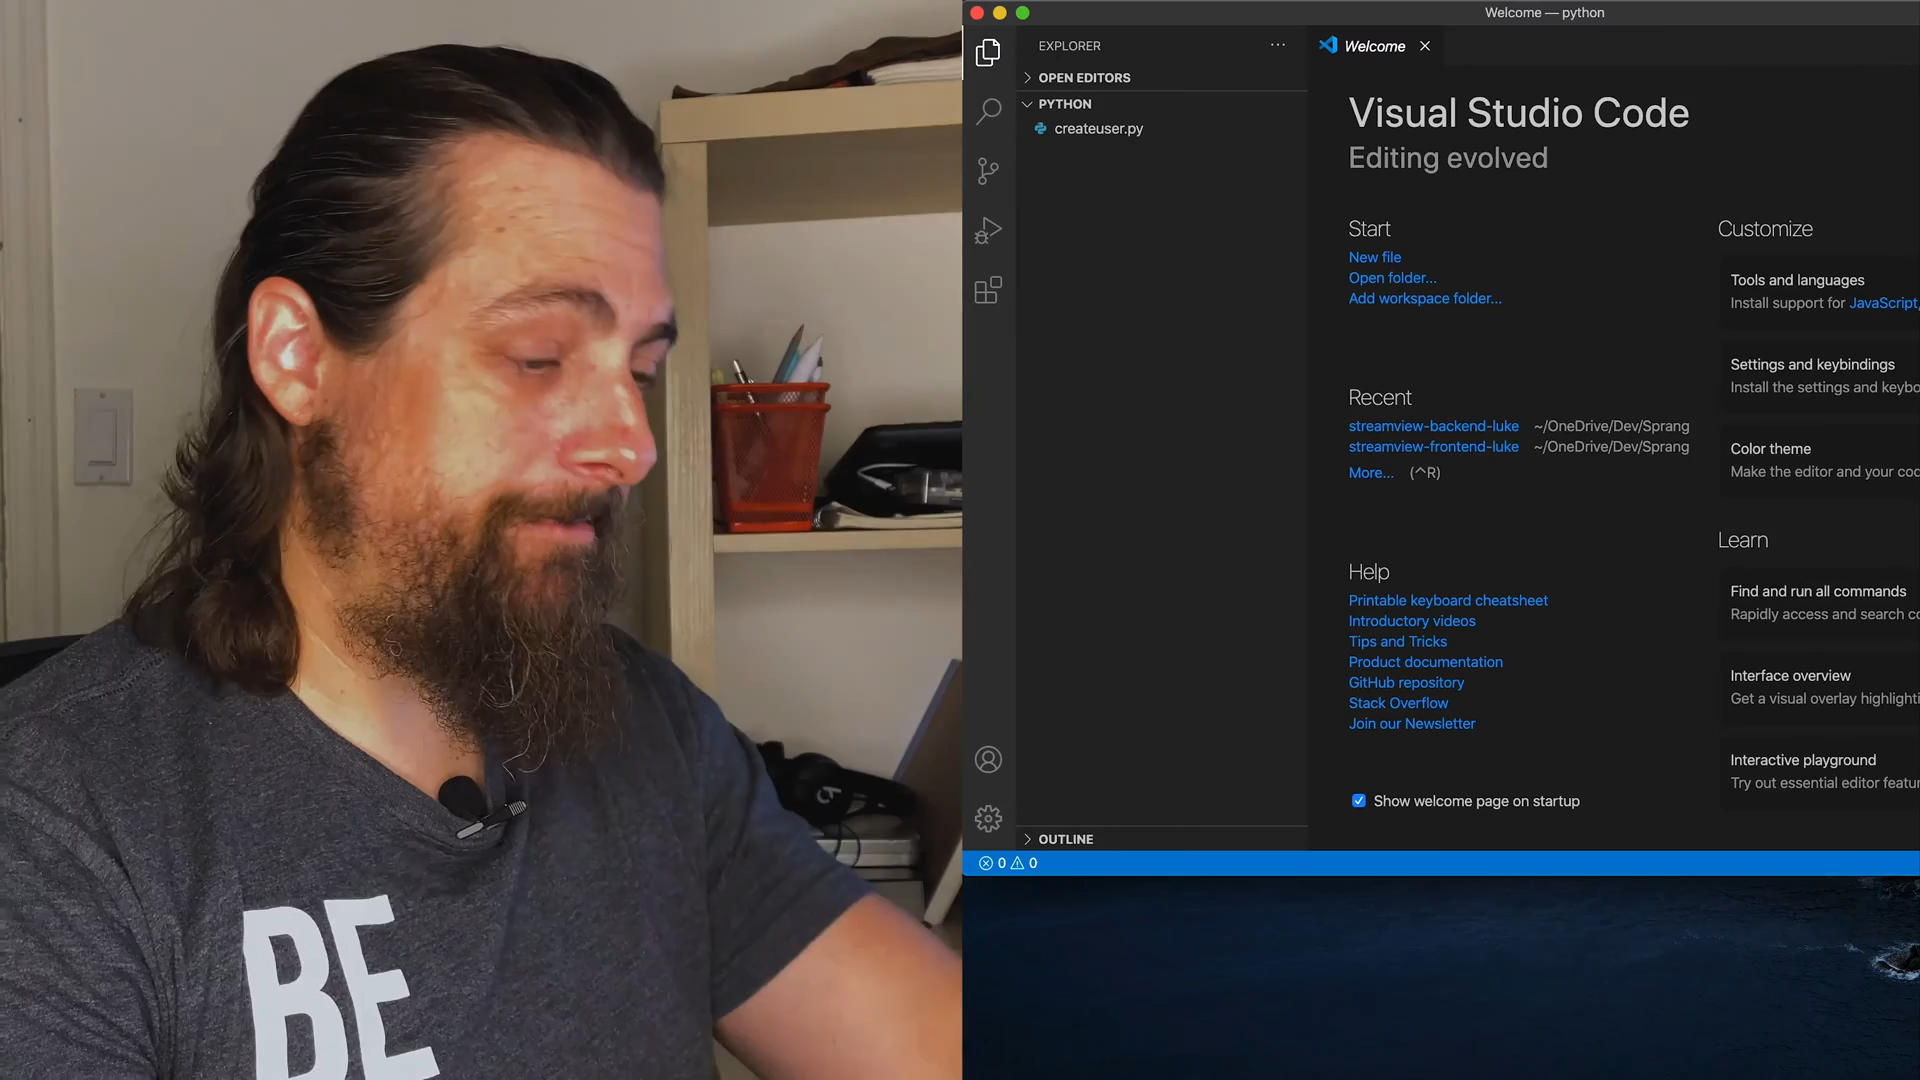 Welcome — python
EXPLORER
Welcome
OPEN EDITORS
PYTHON
createuser.py
Visual Studio Code
Editing evolved
Start
New file
Open folder...
Add workspace folder...
Recent
streamview-backend-luke ~/OneDrive/Dev/Sprang
streamview-frontend-luke ~/OneDrive/Dev/Sprang
More... (^R)
Help
Printable keyboard cheatsheet
Introductory videos
Tips and Tricks
Product documentation
GitHub repository
Stack Overflow
Join our Newsletter
Show welcome page on startup
Customize
Tools and languages
Install support for JavaScript,
Settings and keybindings
Install the settings and keybo
Color theme
Make the editor and your coc
Learn
Find and run all commands
Rapidly access and search cc
Interface overview
Get a visual overlay highlighti
Interactive playground
Try out essential editor featur
OUTLINE
0 0
BE